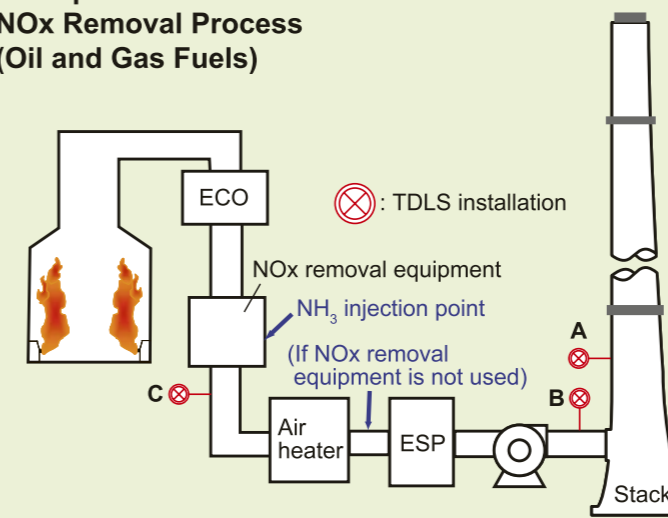 NOx Removal Process
(Oil and Gas Fuels)
ECO
: TDLS installation
NOx removal equipment
NH₃ injection point
(If NOx removal
equipment is not used)
A
B
C
Air
heater
ESP
Stack